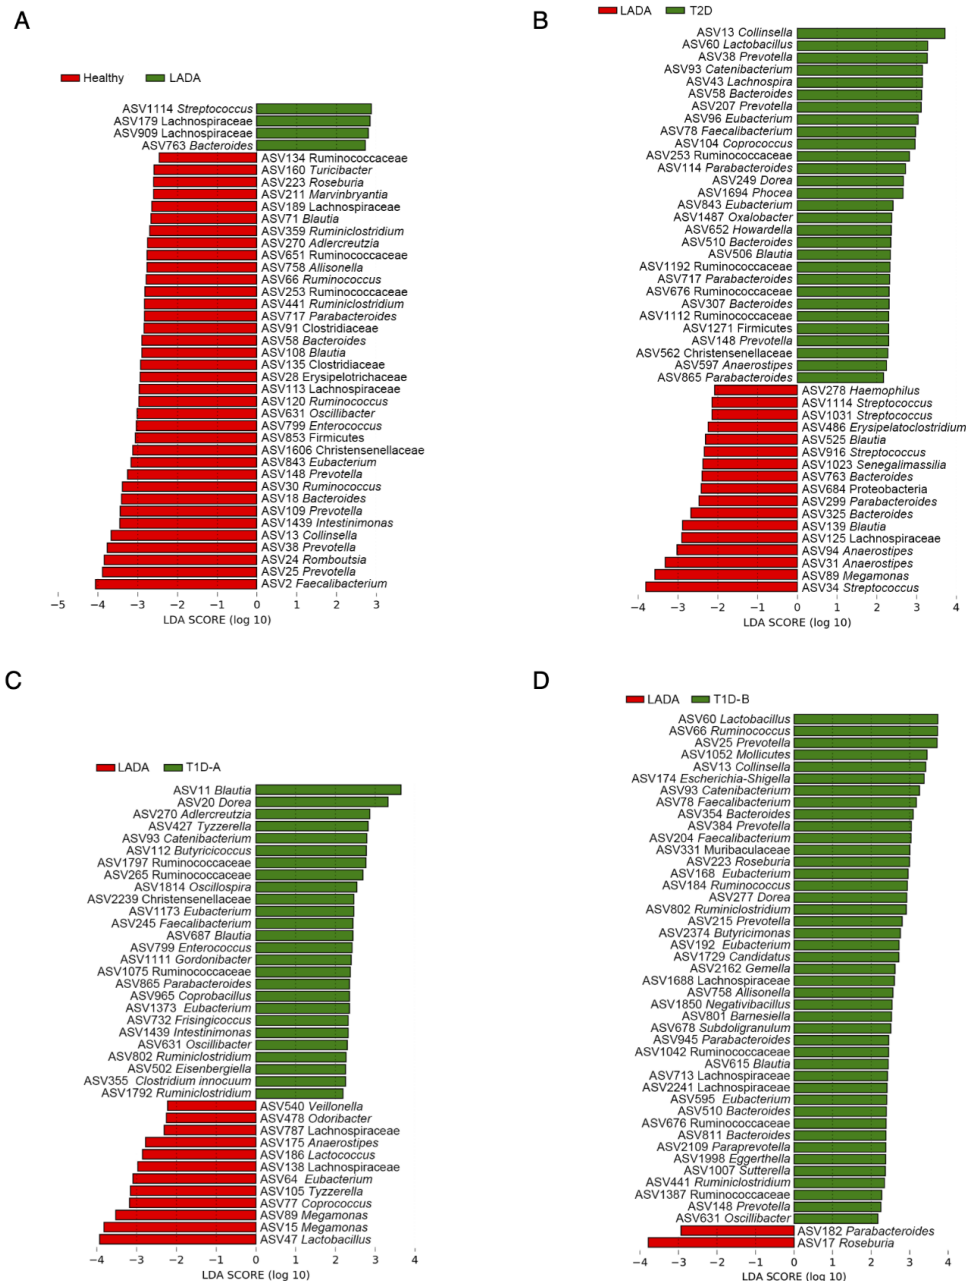 A
Healthy LADA
ASV1114 Streptococcus
ASV179 Lachnospiraceae
ASV909 Lachnospiraceae
ASV763 Bacteroides
ASV134 Ruminococcaceae
ASV160 Turicibacter
ASV223 Roseburia
ASV211 Marvinbryantia
ASV189 Lachnospiraceae
ASV71 Blautia
ASV359 Ruminiclostridium
ASV270 Adlercreutzia
ASV651 Ruminococcaceae
ASV758 Allisonella
ASV66 Ruminococcus
ASV253 Ruminococcaceae
ASV441 Ruminiclostridium
ASV717 Parabacteroides
ASV91 Clostridiaceae
ASV58 Bacteroides
ASV108 Blautia
ASV135 Clostridiaceae
ASV28 Erysipelotrichaceae
ASV113 Lachnospiraceae
ASV120 Ruminococcus
ASV631 Oscillibacter
ASV799 Enterococcus
ASV853 Firmicutes
ASV1606 Christensenellaceae
ASV843 Eubacterium
ASV148 Prevotella
ASV30 Ruminococcus
ASV18 Bacteroides
ASV109 Prevotella
ASV1439 Intestinimonas
ASV13 Collinsella
ASV38 Prevotella
ASV24 Romboutsia
ASV25 Prevotella
ASV2 Faecalibacterium
−5 −4 −3 −2 −1 0 1 2 3
LDA SCORE (log 10)
B
LADA T2D
ASV13 Collinsella
ASV60 Lactobacillus
ASV38 Prevotella
ASV93 Catenibacterium
ASV43 Lachnospira
ASV58 Bacteroides
ASV207 Prevotella
ASV96 Eubacterium
ASV78 Faecalibacterium
ASV104 Coprococcus
ASV253 Ruminococcaceae
ASV114 Parabacteroides
ASV249 Dorea
ASV1694 Phocea
ASV843 Eubacterium
ASV1487 Oxalobacter
ASV652 Howardella
ASV510 Bacteroides
ASV506 Blautia
ASV1192 Ruminococcaceae
ASV717 Parabacteroides
ASV676 Ruminococcaceae
ASV307 Bacteroides
ASV1112 Ruminococcaceae
ASV1271 Firmicutes
ASV148 Prevotella
ASV562 Christensenellaceae
ASV597 Anaerostipes
ASV865 Parabacteroides
ASV278 Haemophilus
ASV1114 Streptococcus
ASV1031 Streptococcus
ASV486 Erysipelatoclostridium
ASV525 Blautia
ASV916 Streptococcus
ASV1023 Senegalimassilia
ASV763 Bacteroides
ASV684 Proteobacteria
ASV299 Parabacteroides
ASV325 Bacteroides
ASV139 Blautia
ASV125 Lachnospiraceae
ASV94 Anaerostipes
ASV31 Anaerostipes
ASV89 Megamonas
ASV34 Streptococcus
−4 −3 −2 −1 0 1 2 3 4
LDA SCORE (log 10)
C
LADA T1D-A
ASV11 Blautia
ASV20 Dorea
ASV270 Adlercreutzia
ASV427 Tyzzerella
ASV93 Catenibacterium
ASV112 Butyricicoccus
ASV1797 Ruminococcaceae
ASV265 Ruminococcaceae
ASV1814 Oscillospira
ASV2239 Christensenellaceae
ASV1173 Eubacterium
ASV245 Faecalibacterium
ASV687 Blautia
ASV799 Enterococcus
ASV1111 Gordonibacter
ASV1075 Ruminococcaceae
ASV865 Parabacteroides
ASV965 Coprobacillus
ASV1373 Eubacterium
ASV732 Frisingicoccus
ASV1439 Intestinimonas
ASV631 Oscillibacter
ASV802 Ruminiclostridium
ASV502 Eisenbergiella
ASV355 Clostridium innocuum
ASV1792 Ruminiclostridium
ASV540 Veillonella
ASV478 Odoribacter
ASV787 Lachnospiraceae
ASV175 Anaerostipes
ASV186 Lactococcus
ASV138 Lachnospiraceae
ASV64 Eubacterium
ASV105 Tyzzerella
ASV77 Coprococcus
ASV89 Megamonas
ASV15 Megamonas
ASV47 Lactobacillus
−4 −3 −2 −1 0 1 2 3 4
LDA SCORE (log 10)
D
LADA T1D-B
ASV60 Lactobacillus
ASV66 Ruminococcus
ASV25 Prevotella
ASV1052 Mollicutes
ASV13 Collinsella
ASV174 Escherichia-Shigella
ASV93 Catenibacterium
ASV78 Faecalibacterium
ASV354 Bacteroides
ASV384 Prevotella
ASV204 Faecalibacterium
ASV331 Muribaculaceae
ASV223 Roseburia
ASV168 Eubacterium
ASV184 Ruminococcus
ASV277 Dorea
ASV802 Ruminiclostridium
ASV215 Prevotella
ASV2374 Butyricimonas
ASV192 Eubacterium
ASV1729 Candidatus
ASV2162 Gemella
ASV1688 Lachnospiraceae
ASV758 Allisonella
ASV1850 Negativibacillus
ASV801 Barnesiella
ASV678 Subdoligranulum
ASV945 Parabacteroides
ASV1042 Ruminococcaceae
ASV615 Blautia
ASV713 Lachnospiraceae
ASV2241 Lachnospiraceae
ASV595 Eubacterium
ASV510 Bacteroides
ASV676 Ruminococcaceae
ASV811 Bacteroides
ASV2109 Paraprevotella
ASV1998 Eggerthella
ASV1007 Sutterella
ASV441 Ruminiclostridium
ASV1387 Ruminococcaceae
ASV148 Prevotella
ASV631 Oscillibacter
ASV182 Parabacteroides
ASV17 Roseburia
−4 −3 −2 −1 0 1 2 3 4
LDA SCORE (log 10)